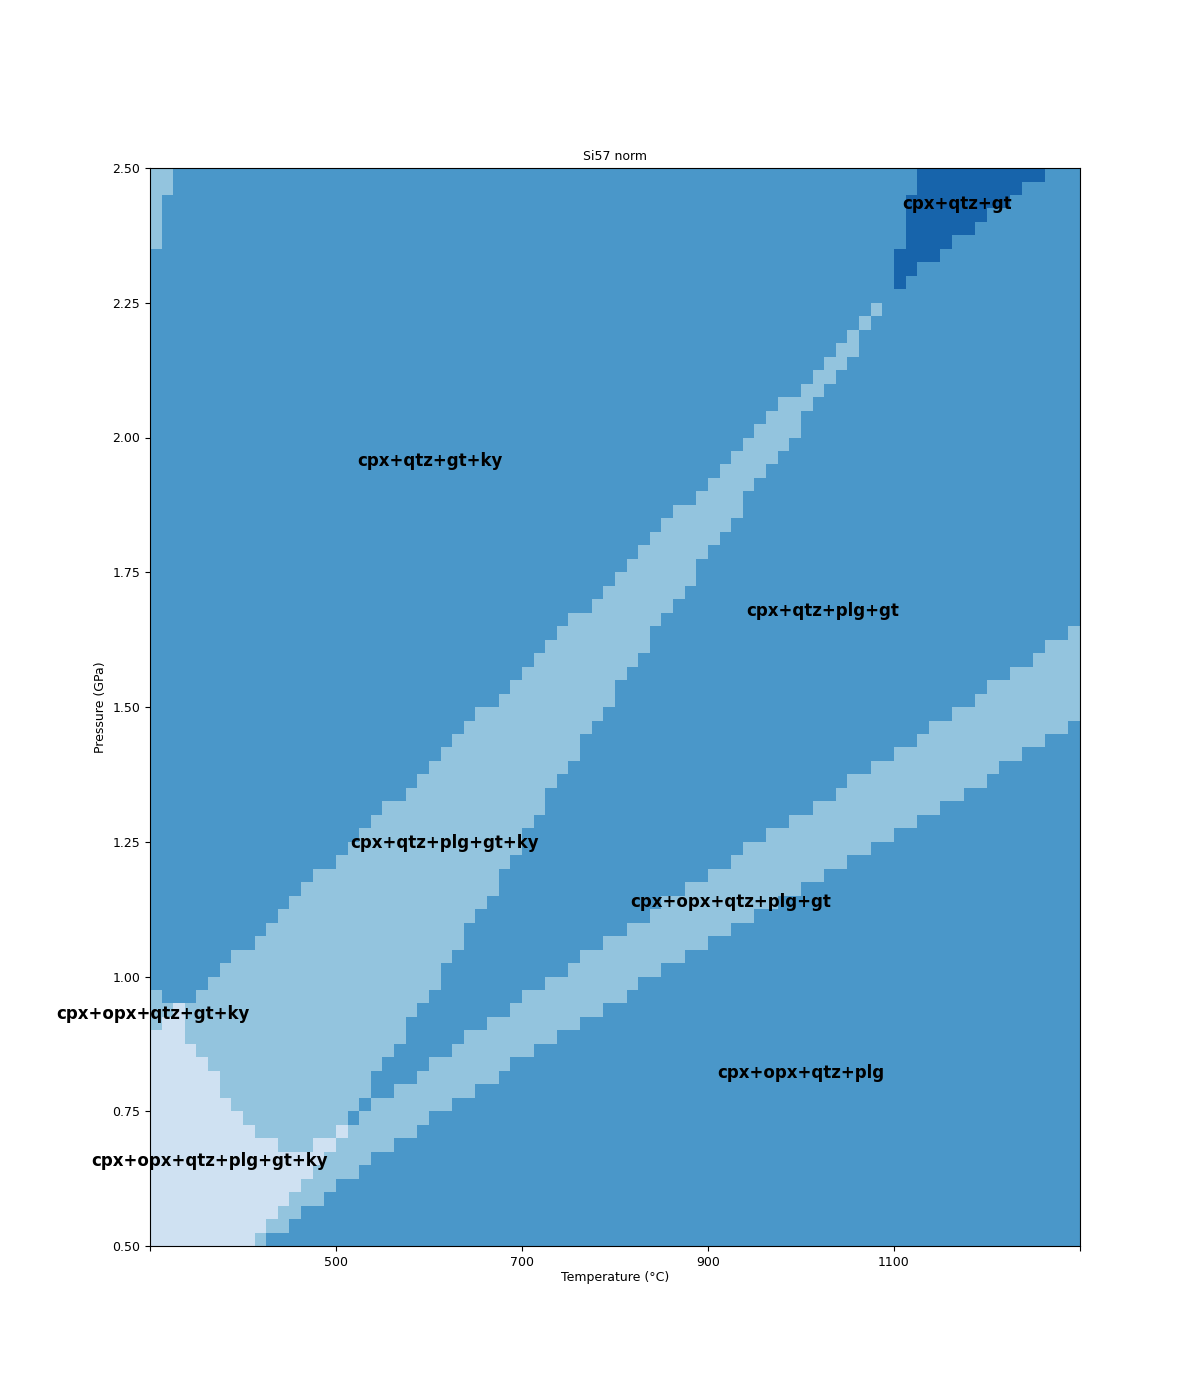 Si57 norm
2.50
cpx+qtz+gt
2.25
2.00
cpx+qtz+gt+ky
1.75
cpx+qtz+plg+gt
Pressure (GPa)
1.50
1.25
cpx+qtz+plg+gt+ky
cpx+opx+qtz+plg+gt
1.00
cpx+opx+qtz+gt+ky
cpx+opx+qtz+plg
0.75
cpx+opx+qtz+plg+gt+ky
0.50
500 700 900 1100
Temperature (°C)